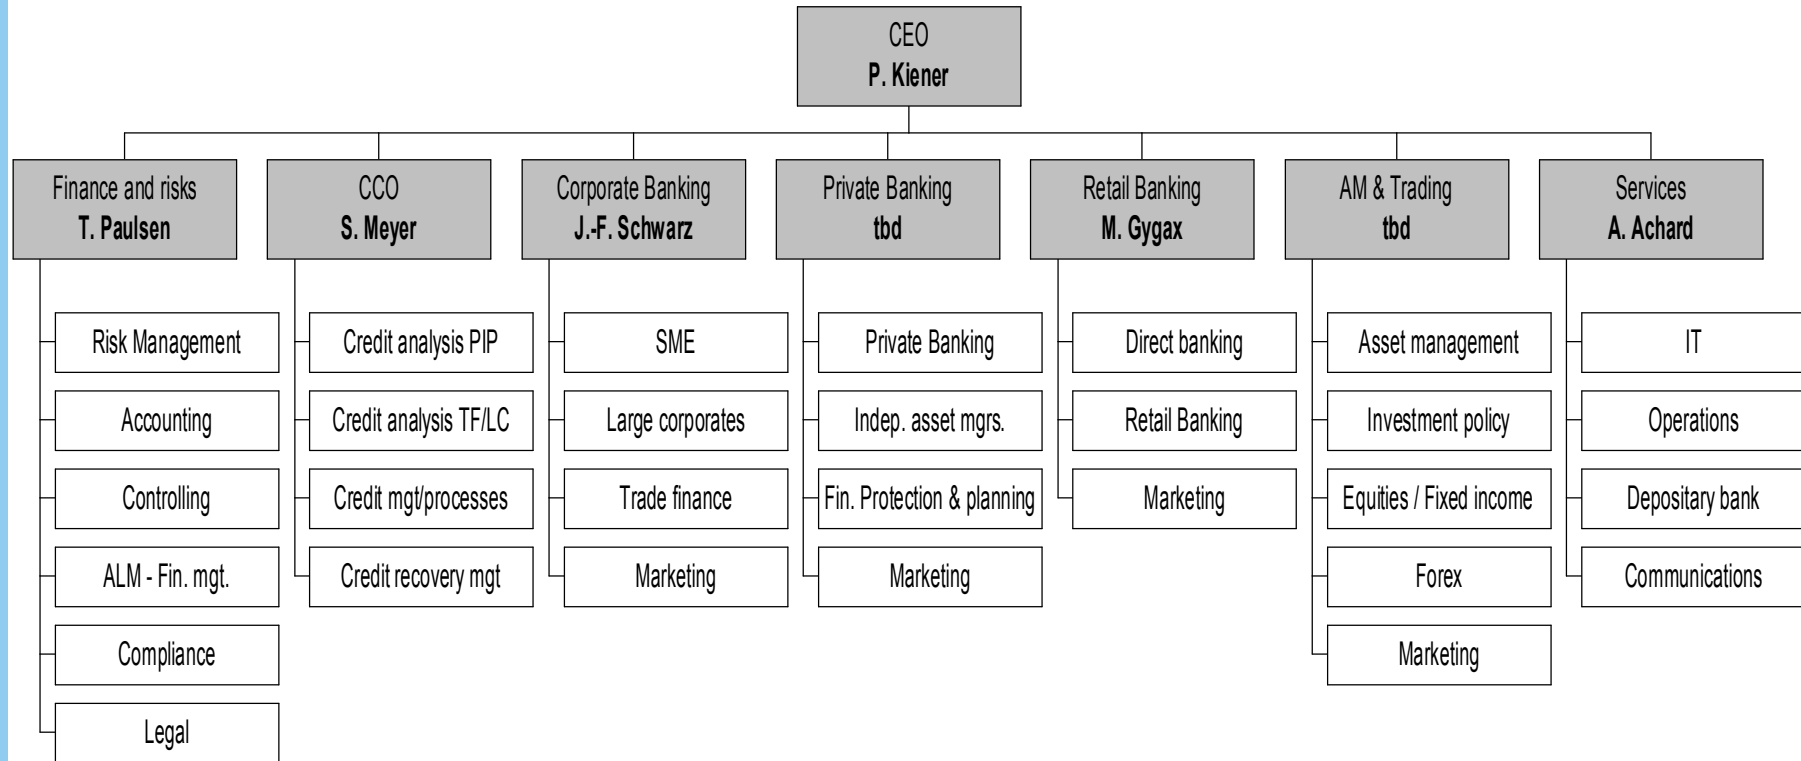 CEO
P. Kiener
Finance and risks
T. Paulsen
CCO
S. Meyer
Corporate Banking
J.-F. Schwarz
Private Banking
tbd
Retail Banking
M. Gygax
AM & Trading
tbd
Services
A. Achard
Risk Management
Accounting
Controlling
ALM - Fin. mgt.
Compliance
Legal
Credit analysis PIP
Credit analysis TF/LC
Credit mgt/processes
Credit recovery mgt
SME
Large corporates
Trade finance
Marketing
Private Banking
Indep. asset mgrs.
Fin. Protection & planning
Marketing
Direct banking
Retail Banking
Marketing
Asset management
Investment policy
Equities / Fixed income
Forex
Marketing
IT
Operations
Depositary bank
Communications